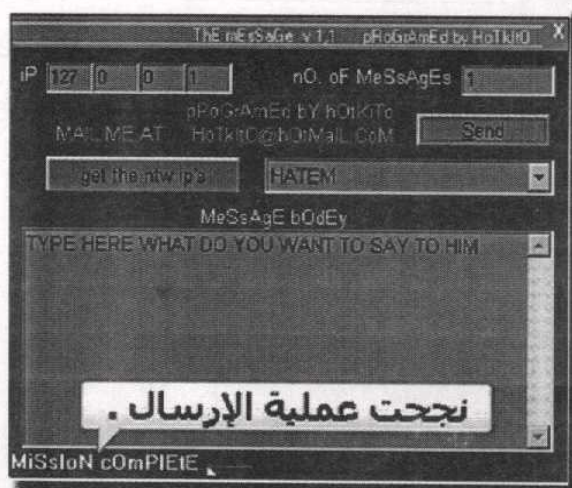 ThE mEsSaGe v 1,1 pRoGrAmEd by HoTkItO X
iP 127 0 0 1 nO. oF MeSsAgEs 1
pRoGrAmEd bY hOtKiTo
MAIL ME AT HoTkItO@hOtMaiL.CoM Send
get the ntw ip's HATEM
MeSsAgE bOdEy
TYPE HERE WHAT DO YOU WANT TO SAY TO HIM
نجحت عملية الإرسال .
MiSsIoN cOmPlEtE